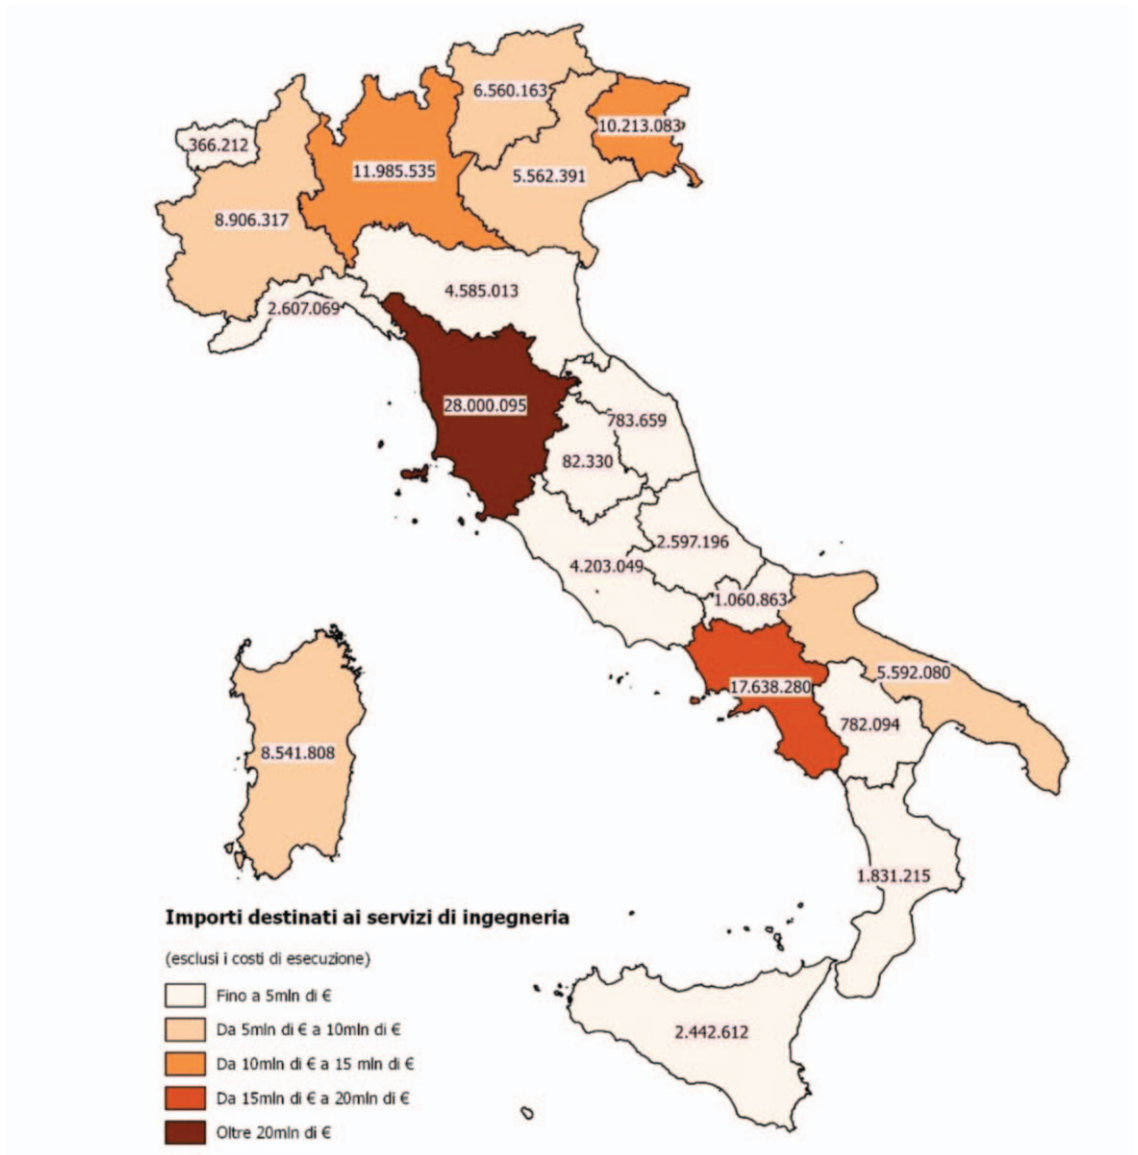 6.560.163
10.213.083
366.212
11.985.535
5.562.391
8.906.317
4.585.013
2.607.069
28.000.095
783.659
82.330
2.597.196
4.203.049
1.060.863
5.592.080
17.638.280
782.094
8.541.808
1.831.215
Importi destinati ai servizi di ingegneria
(esclusi i costi di esecuzione)
Fino a 5mln di €
Da 5mln di € a 10mln di €
Da 10mln di € a 15 mln di €
Da 15mln di € a 20mln di €
Oltre 20mln di €
2.442.612